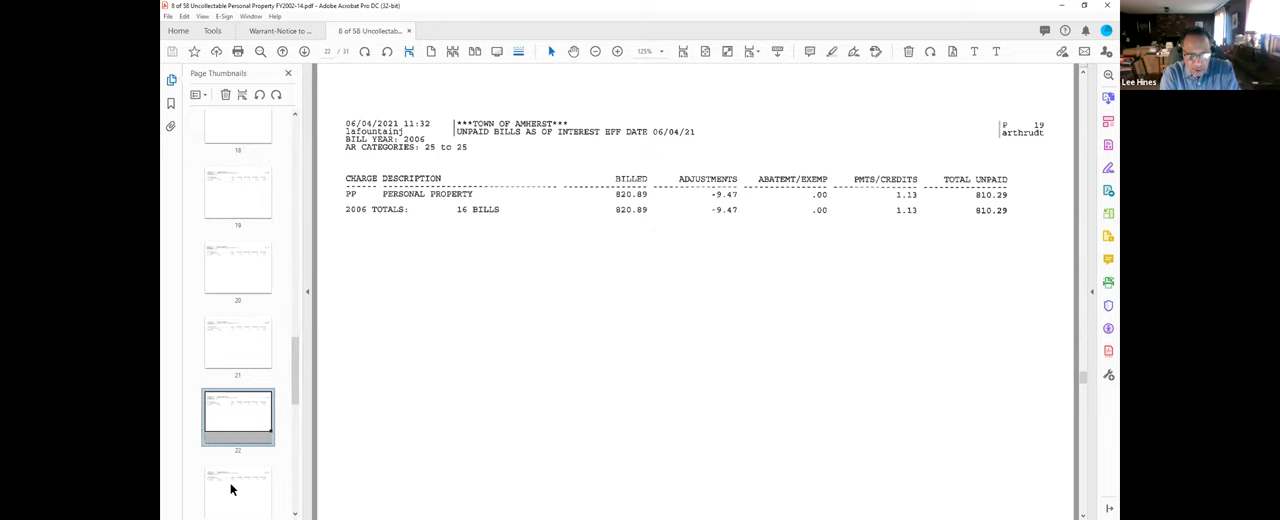 8 of 58 Uncollectable Personal Property FY2002-14.pdf - Adobe Acrobat Pro DC (32-bit)
File Edit View E-Sign Window Help
Home Tools Warrant-Notice to ... 8 of 58 Uncollectab... ×
22 / 31 125%
Page Thumbnails
18
19
20
21
22
06/04/2021 11:32 ***TOWN OF AMHERST*** P 19
lafountainj UNPAID BILLS AS OF INTEREST EFF DATE 06/04/21 arthrudt
BILL YEAR: 2006
AR CATEGORIES: 25 to 25
CHARGE DESCRIPTION BILLED ADJUSTMENTS ABATEMT/EXEMP PMTS/CREDITS TOTAL UNPAID
PP PERSONAL PROPERTY 820.89 -9.47 .00 1.13 810.29
2006 TOTALS: 16 BILLS 820.89 -9.47 .00 1.13 810.29
Lee Hines